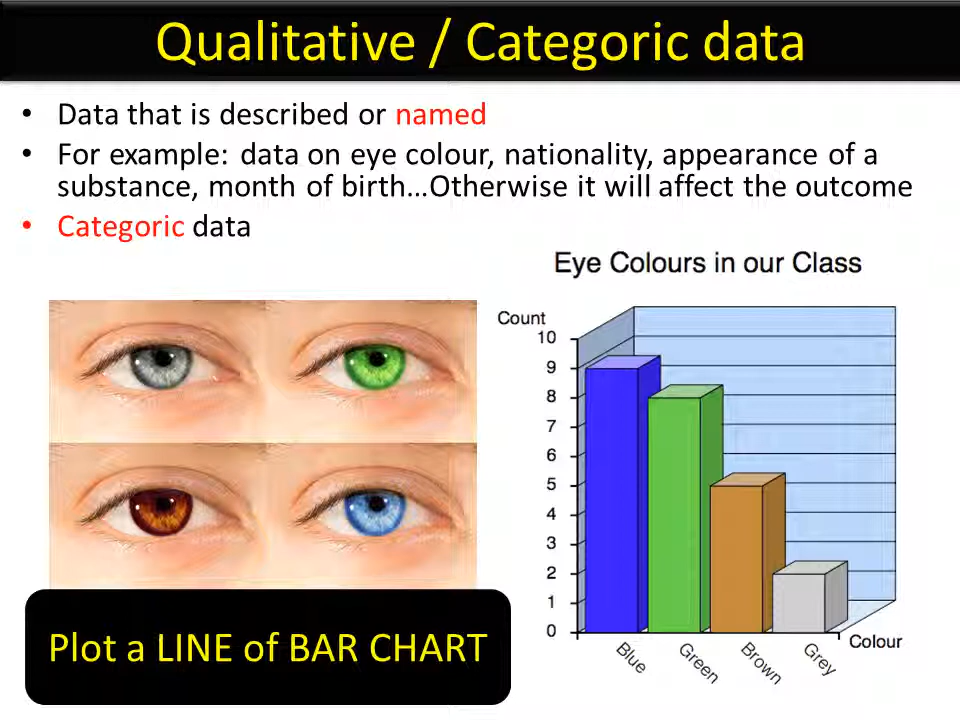 Qualitative / Categoric data
• Data that is described or named
• For example: data on eye colour, nationality, appearance of a
substance, month of birth...Otherwise it will affect the outcome
• Categoric data
Eye Colours in our Class
Count
10
9
8
7
6
5
4
3
2
1
0
Blue
Green
Brown
Grey
Colour
Plot a LINE of BAR CHART